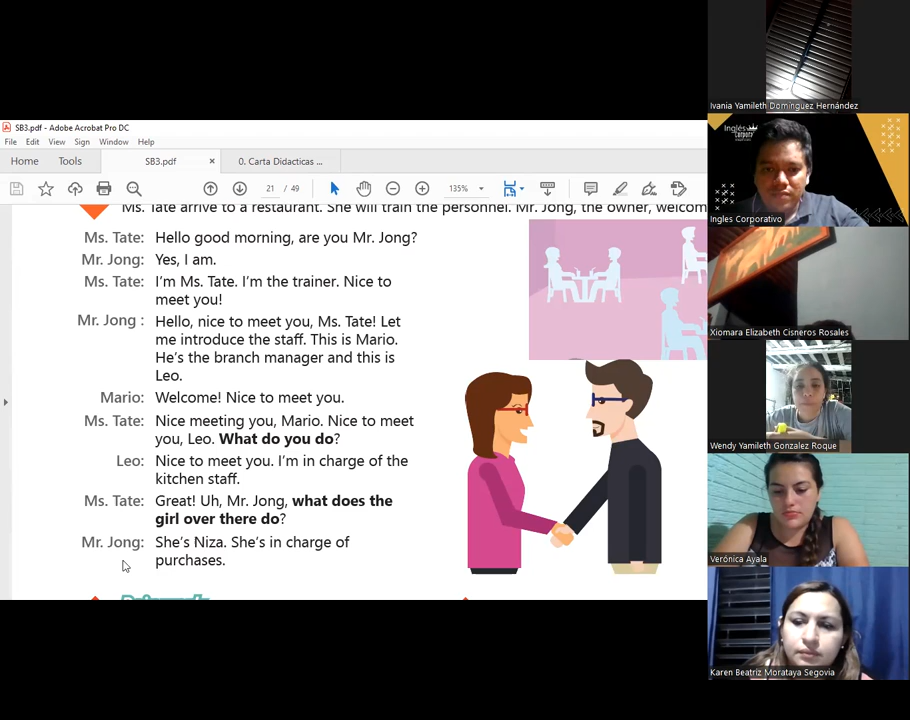 SB3.pdf - Adobe Acrobat Pro DC
File Edit View Sign Window Help
Home Tools SB3.pdf × 0. Carta Didacticas ...
21 / 49 135%
Ms. Tate arrive to a restaurant. She will train the personnel. Mr. Jong, the owner, welcom
Ms. Tate: Hello good morning, are you Mr. Jong?
Mr. Jong: Yes, I am.
Ms. Tate: I'm Ms. Tate. I'm the trainer. Nice to
meet you!
Mr. Jong : Hello, nice to meet you, Ms. Tate! Let
me introduce the staff. This is Mario.
He's the branch manager and this is
Leo.
Mario: Welcome! Nice to meet you.
Ms. Tate: Nice meeting you, Mario. Nice to meet
you, Leo. What do you do?
Leo: Nice to meet you. I'm in charge of the
kitchen staff.
Ms. Tate: Great! Uh, Mr. Jong, what does the
girl over there do?
Mr. Jong: She's Niza. She's in charge of
purchases.
Ivania Yamileth Dominguez Hernández
Inglés
Corporativo
Ingles Corporativo
Xiomara Elizabeth Cisneros Rosales
Wendy Yamileth Gonzalez Roque
Verónica Ayala
Karen Beatriz Morataya Segovia